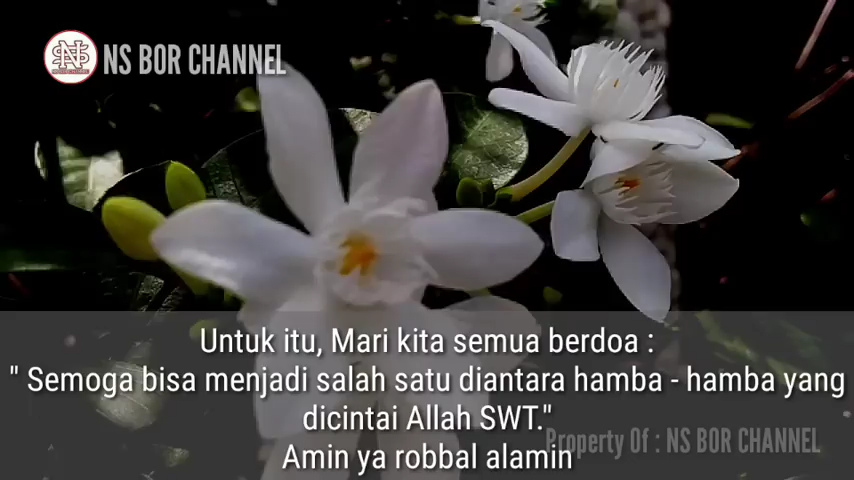 NS BOR CHANNEL
Untuk itu, Mari kita semua berdoa :
" Semoga bisa menjadi salah satu diantara hamba - hamba yang
dicintai Allah SWT."
Amin ya robbal alamin
Property Of : NS BOR CHANNEL